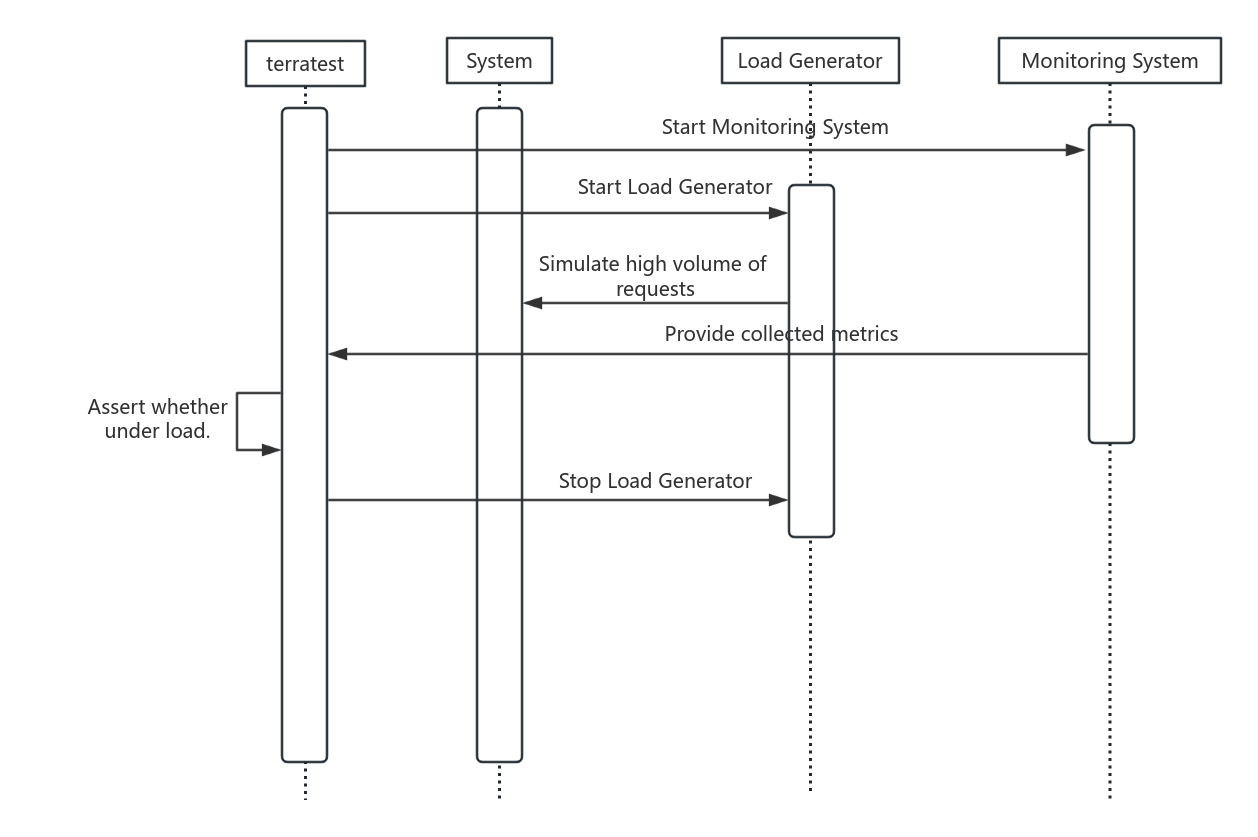 terratest
System
Load Generator
Monitoring System
Start Monitoring System
Start Load Generator
Simulate high volume of
requests
Provide collected metrics
Assert whether
under load.
Stop Load Generator